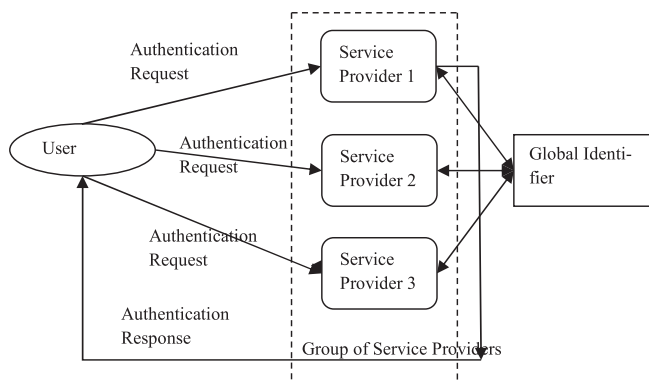 Authentication
Request
Service
Provider 1
User
Authentication
Request
Service
Provider 2
Global Identi-
fier
Authentication
Request
Service
Provider 3
Authentication
Response
Group of Service Providers